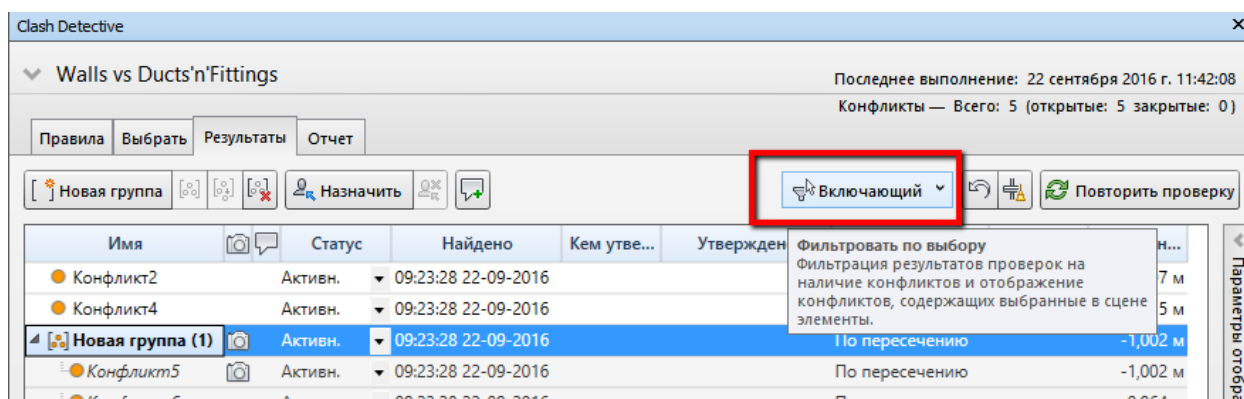 Clash Detective
Walls vs Ducts'n'Fittings
Последнее выполнение: 22 сентября 2016 г. 11:42:08
Конфликты — Всего: 5 (открытые: 5 закрытые: 0)
Правила Выбрать Результаты Отчет
Новая группа Назначить Включающий Повторить проверку
Имя Статус Найдено Кем утве... Утвержден н...
Фильтровать по выбору
Фильтрация результатов проверок на
наличие конфликтов и отображение
конфликтов, содержащих выбранные в сцене
элементы.
Конфликт2 Активн. 09:23:28 22-09-2016 7 м
Конфликт4 Активн. 09:23:28 22-09-2016 5 м
Новая группа (1) Активн. 09:23:28 22-09-2016 По пересечению -1,002 м
Конфликт5 Активн. 09:23:28 22-09-2016 По пересечению -1,002 м
Параметры отобра